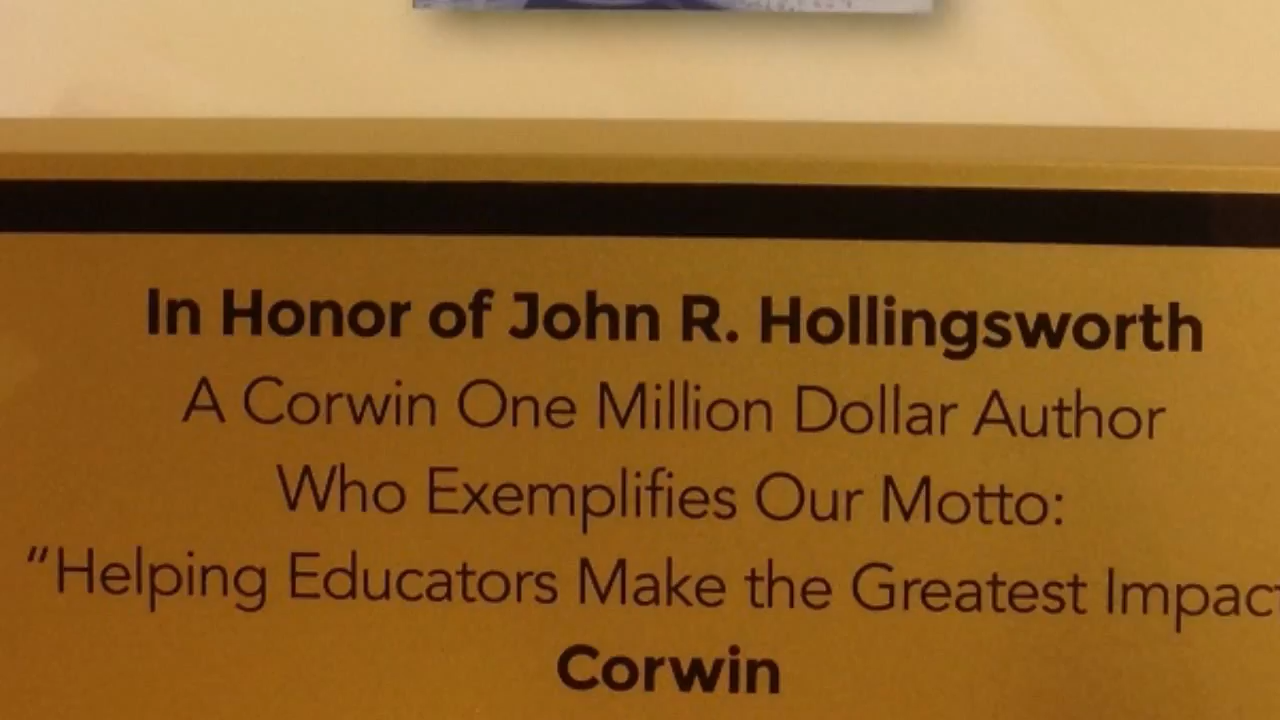 In Honor of John R. Hollingsworth
A Corwin One Million Dollar Author
Who Exemplifies Our Motto:
“Helping Educators Make the Greatest Impact
Corwin